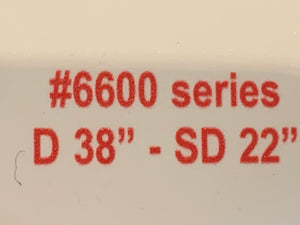 #6600 series
D 38” - SD 22”